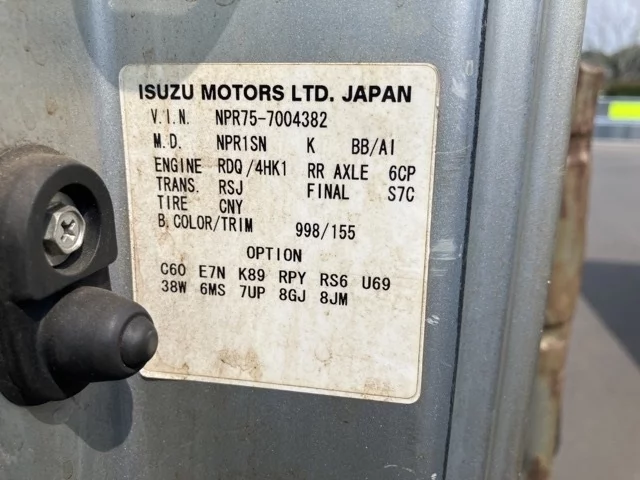 ISUZU MOTORS LTD. JAPAN
V.I.N. NPR75-7004382
M.D. NPR1SN K BB/AI
ENGINE RDQ/4HK1 RR AXLE 6CP
TRANS. RSJ FINAL S7C
TIRE CNY
B.COLOR/TRIM 998/155
OPTION
C60 E7N K89 RPY RS6 U69
38W 6MS 7UP 8GJ 8JM